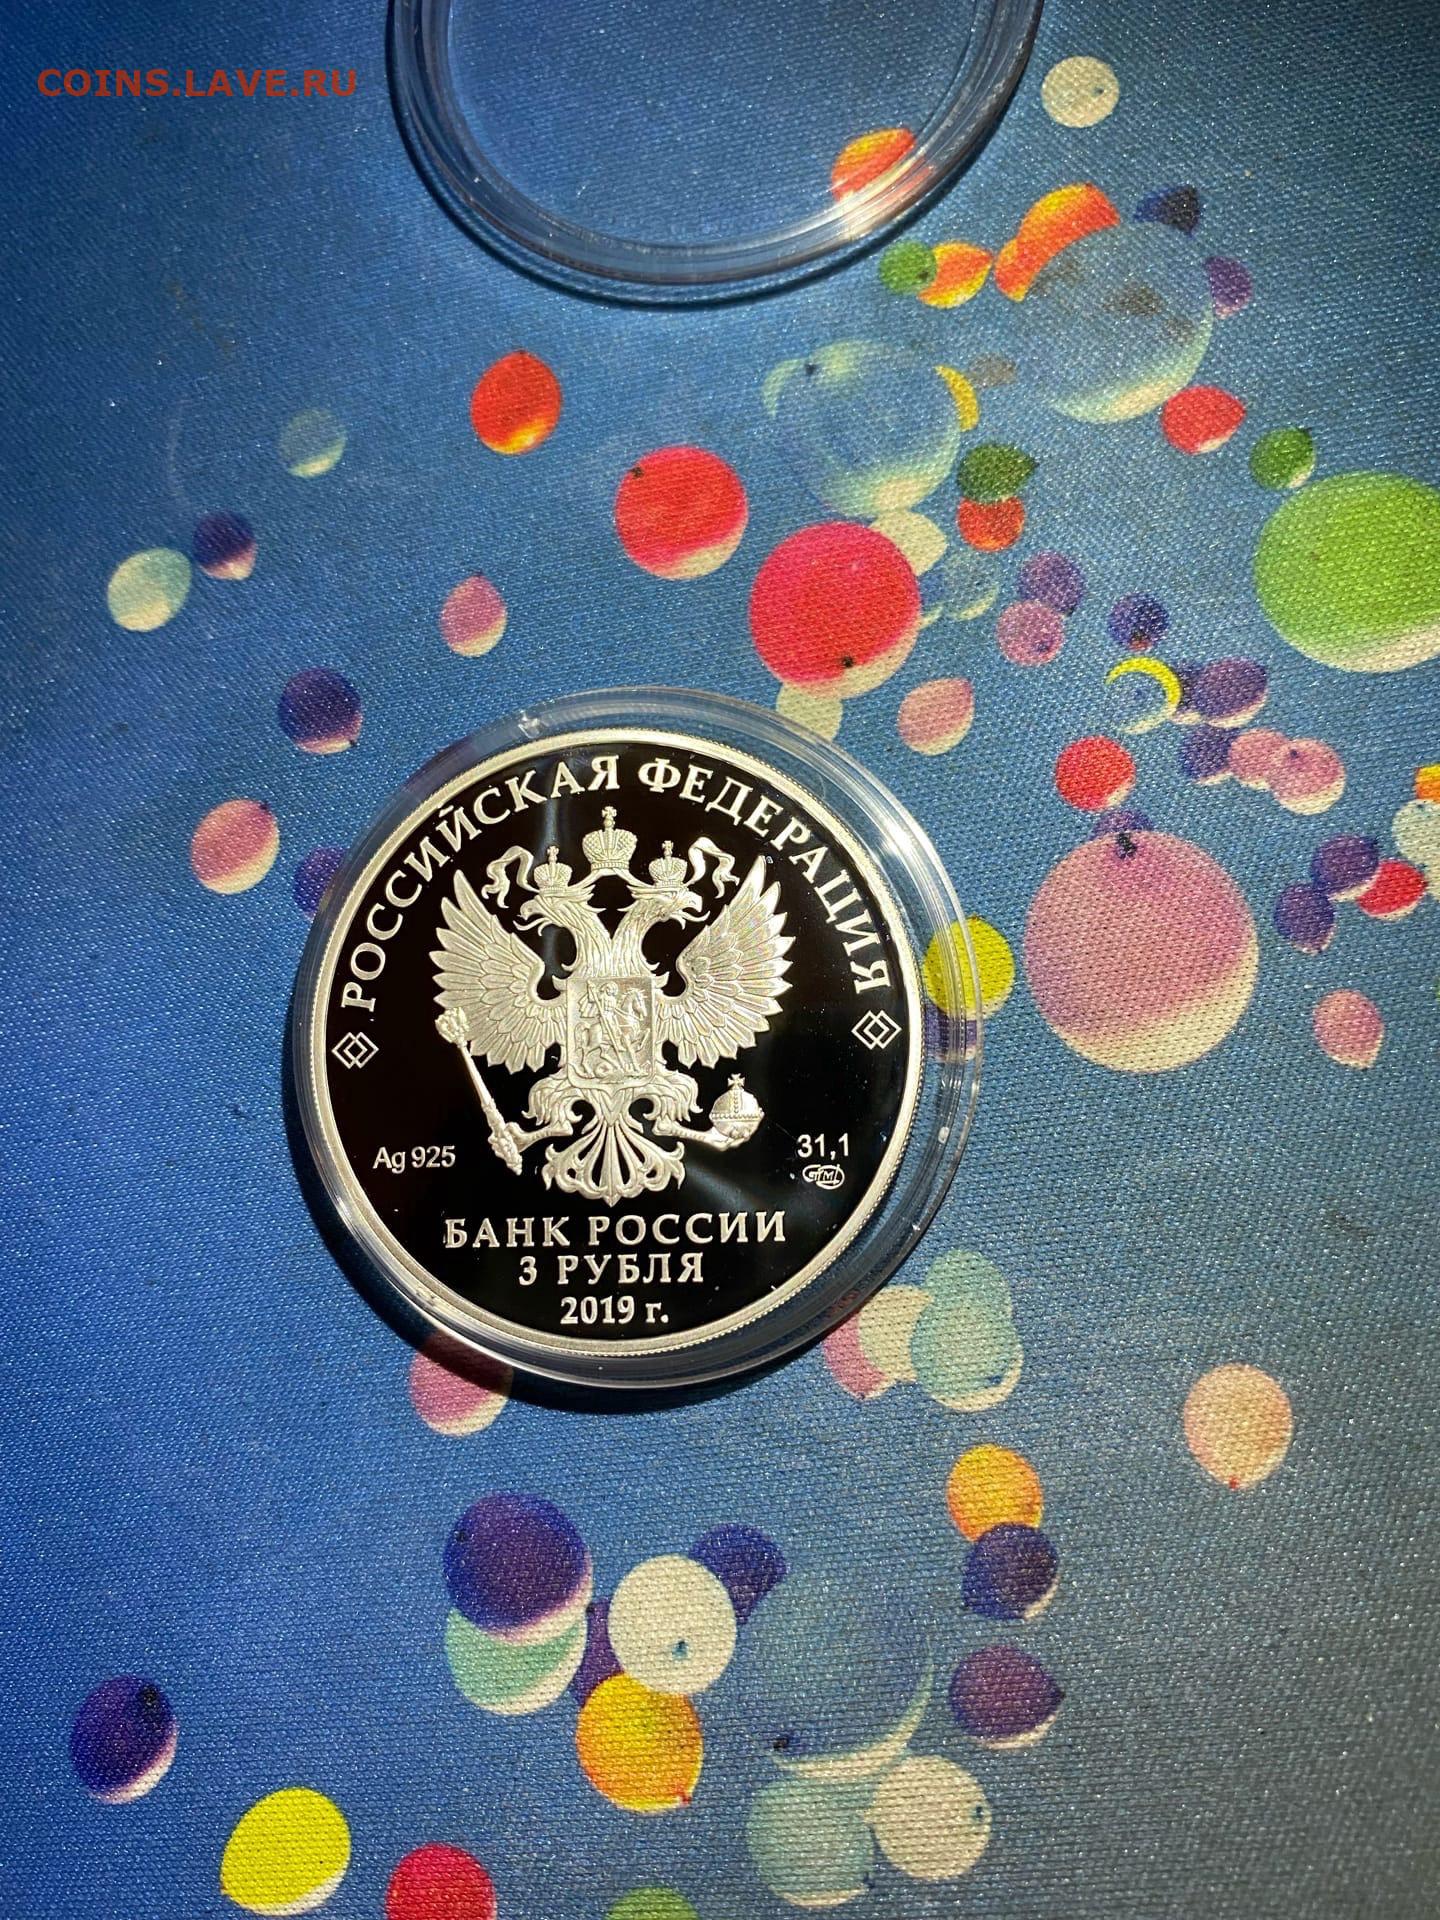 COINS.LAVE.RU
РОССИЙСКАЯ ФЕДЕРАЦИЯ
Ag 925
31,1
БАНК РОССИИ
3 РУБЛЯ
2019 г.